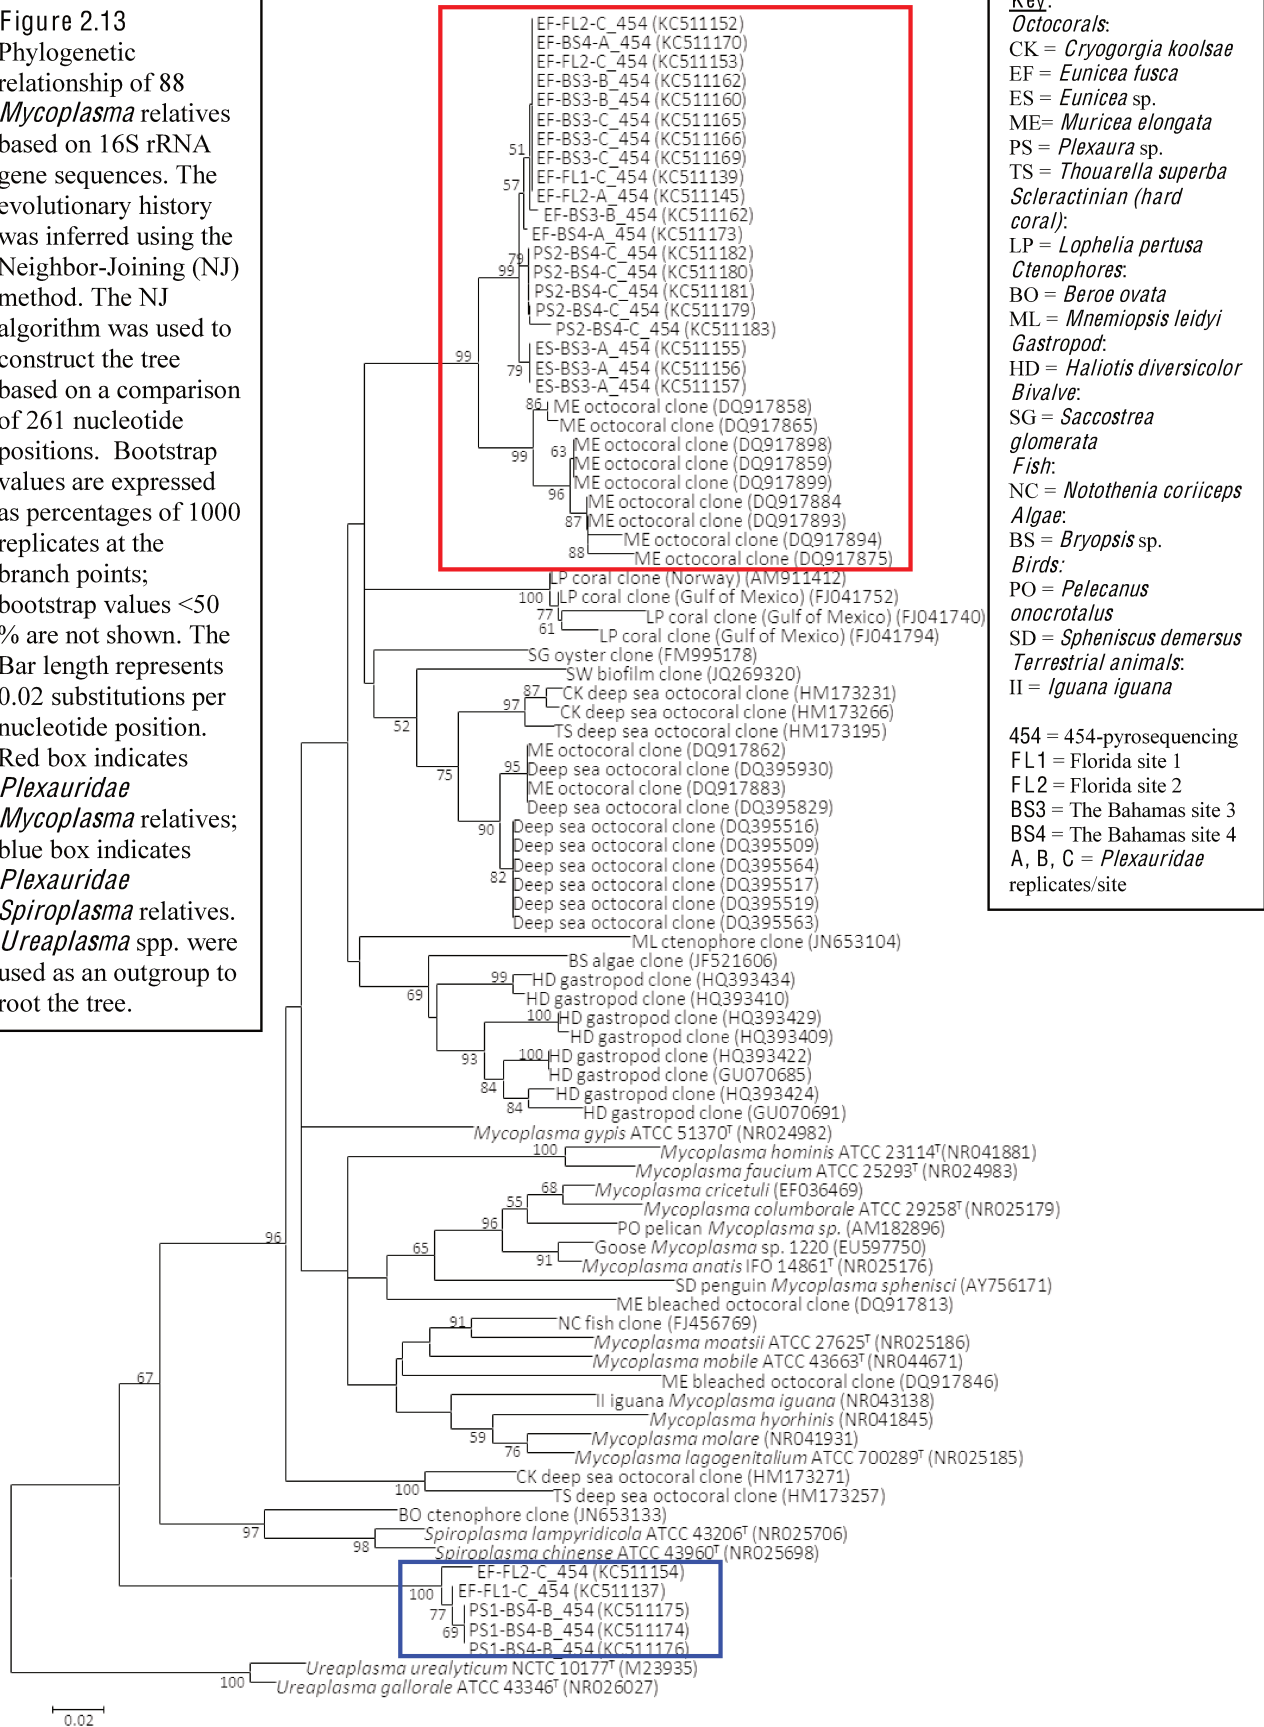 Figure 2.13
Phylogenetic
relationship of 88
Mycoplasma relatives
based on 16S rRNA
gene sequences. The
evolutionary history
was inferred using the
Neighbor-Joining (NJ)
method. The NJ
algorithm was used to
construct the tree
based on a comparison
of 261 nucleotide
positions.  Bootstrap
values are expressed
as percentages of 1000
replicates at the
branch points;
bootstrap values <50
% are not shown. The
Bar length represents
0.02 substitutions per
nucleotide position.
Red box indicates
Plexauridae
Mycoplasma relatives;
blue box indicates
Plexauridae
Spiroplasma relatives.
Ureaplasma spp. were
used as an outgroup to
root the tree.
EF-FL2-C_454 (KC511152)
EF-BS4-A_454 (KC511170)
EF-FL2-C_454 (KC511153)
EF-BS3-B_454 (KC511162)
EF-BS3-B_454 (KC511160)
EF-BS3-C_454 (KC511165)
EF-BS3-C_454 (KC511166)
51
EF-BS3-C_454 (KC511169)
EF-FL1-C_454 (KC511139)
57
EF-FL2-A_454 (KC511145)
EF-BS3-B_454 (KC511162)
EF-BS4-A_454 (KC511173)
PS2-BS4-C_454 (KC511182)
79
99
PS2-BS4-C_454 (KC511180)
PS2-BS4-C_454 (KC511181)
PS2-BS4-C_454 (KC511179)
PS2-BS4-C_454 (KC511183)
ES-BS3-A_454 (KC511155)
99
79
ES-BS3-A_454 (KC511156)
ES-BS3-A_454 (KC511157)
86
ME octocoral clone (DQ917858)
ME octocoral clone (DQ917865)
ME octocoral clone (DQ917898)
99
63
ME octocoral clone (DQ917859)
ME octocoral clone (DQ917899)
96
ME octocoral clone (DQ917884
87
ME octocoral clone (DQ917893)
ME octocoral clone (DQ917894)
88
ME octocoral clone (DQ917875)
LP coral clone (Norway) (AM911412)
100
LP coral clone (Gulf of Mexico) (FJ041752)
77
LP coral clone (Gulf of Mexico) (FJ041740)
61
LP coral clone (Gulf of Mexico) (FJ041794)
SG oyster clone (FM995178)
SW biofilm clone (JQ269320)
87
CK deep sea octocoral clone (HM173231)
97
CK deep sea octocoral clone (HM173266)
52
TS deep sea octocoral clone (HM173195)
ME octocoral clone (DQ917862)
75
95
Deep sea octocoral clone (DQ395930)
ME octocoral clone (DQ917883)
Deep sea octocoral clone (DQ395829)
90
Deep sea octocoral clone (DQ395516)
Deep sea octocoral clone (DQ395509)
Deep sea octocoral clone (DQ395564)
82
Deep sea octocoral clone (DQ395517)
Deep sea octocoral clone (DQ395519)
Deep sea octocoral clone (DQ395563)
ML ctenophore clone (JN653104)
BS algae clone (JF521606)
99
HD gastropod clone (HQ393434)
69
HD gastropod clone (HQ393410)
100
HD gastropod clone (HQ393429)
HD gastropod clone (HQ393409)
93
100
HD gastropod clone (HQ393422)
HD gastropod clone (GU070685)
84
HD gastropod clone (HQ393424)
84
HD gastropod clone (GU070691)
Mycoplasma gypis ATCC 51370ᵀ (NR024982)
100
Mycoplasma hominis ATCC 23114ᵀ(NR041881)
Mycoplasma faucium ATCC 25293ᵀ (NR024983)
68
Mycoplasma cricetuli (EF036469)
55
Mycoplasma columborale ATCC 29258ᵀ (NR025179)
96
PO pelican Mycoplasma sp. (AM182896)
96
65
Goose Mycoplasma sp. 1220 (EU597750)
91
Mycoplasma anatis IFO 14861ᵀ (NR025176)
SD penguin Mycoplasma sphenisci (AY756171)
ME bleached octocoral clone (DQ917813)
91
NC fish clone (FJ456769)
Mycoplasma moatsii ATCC 27625ᵀ (NR025186)
Mycoplasma mobile ATCC 43663ᵀ (NR044671)
67
ME bleached octocoral clone (DQ917846)
II iguana Mycoplasma iguana (NR043138)
Mycoplasma hyorhinis (NR041845)
59
Mycoplasma molare (NR041931)
76
Mycoplasma lagogenitalium ATCC 700289ᵀ (NR025185)
CK deep sea octocoral clone (HM173271)
100
TS deep sea octocoral clone (HM173257)
BO ctenophore clone (JN653133)
97
Spiroplasma lampyridicola ATCC 43206ᵀ (NR025706)
98
Spiroplasma chinense ATCC 43960ᵀ (NR025698)
EF-FL2-C_454 (KC511154)
100
EF-FL1-C_454 (KC511137)
77
PS1-BS4-B_454 (KC511175)
69
PS1-BS4-B_454 (KC511174)
PS1-BS4-B_454 (KC511176)
Ureaplasma urealyticum NCTC 10177ᵀ (M23935)
100
Ureaplasma gallorale ATCC 43346ᵀ (NR026027)
0.02
Key:
Octocorals:
CK = Cryogorgia koolsae
EF = Eunicea fusca
ES = Eunicea sp.
ME= Muricea elongata
PS = Plexaura sp.
TS = Thouarella superba
Scleractinian (hard
coral):
LP = Lophelia pertusa
Ctenophores:
BO = Beroe ovata
ML = Mnemiopsis leidyi
Gastropod:
HD = Haliotis diversicolor
Bivalve:
SG = Saccostrea
glomerata
Fish:
NC = Notothenia coriiceps
Algae:
BS = Bryopsis sp.
Birds:
PO = Pelecanus
onocrotalus
SD = Spheniscus demersus
Terrestrial animals:
II = Iguana iguana
454 = 454-pyrosequencing
FL1 = Florida site 1
FL2 = Florida site 2
BS3 = The Bahamas site 3
BS4 = The Bahamas site 4
A, B, C = Plexauridae
replicates/site